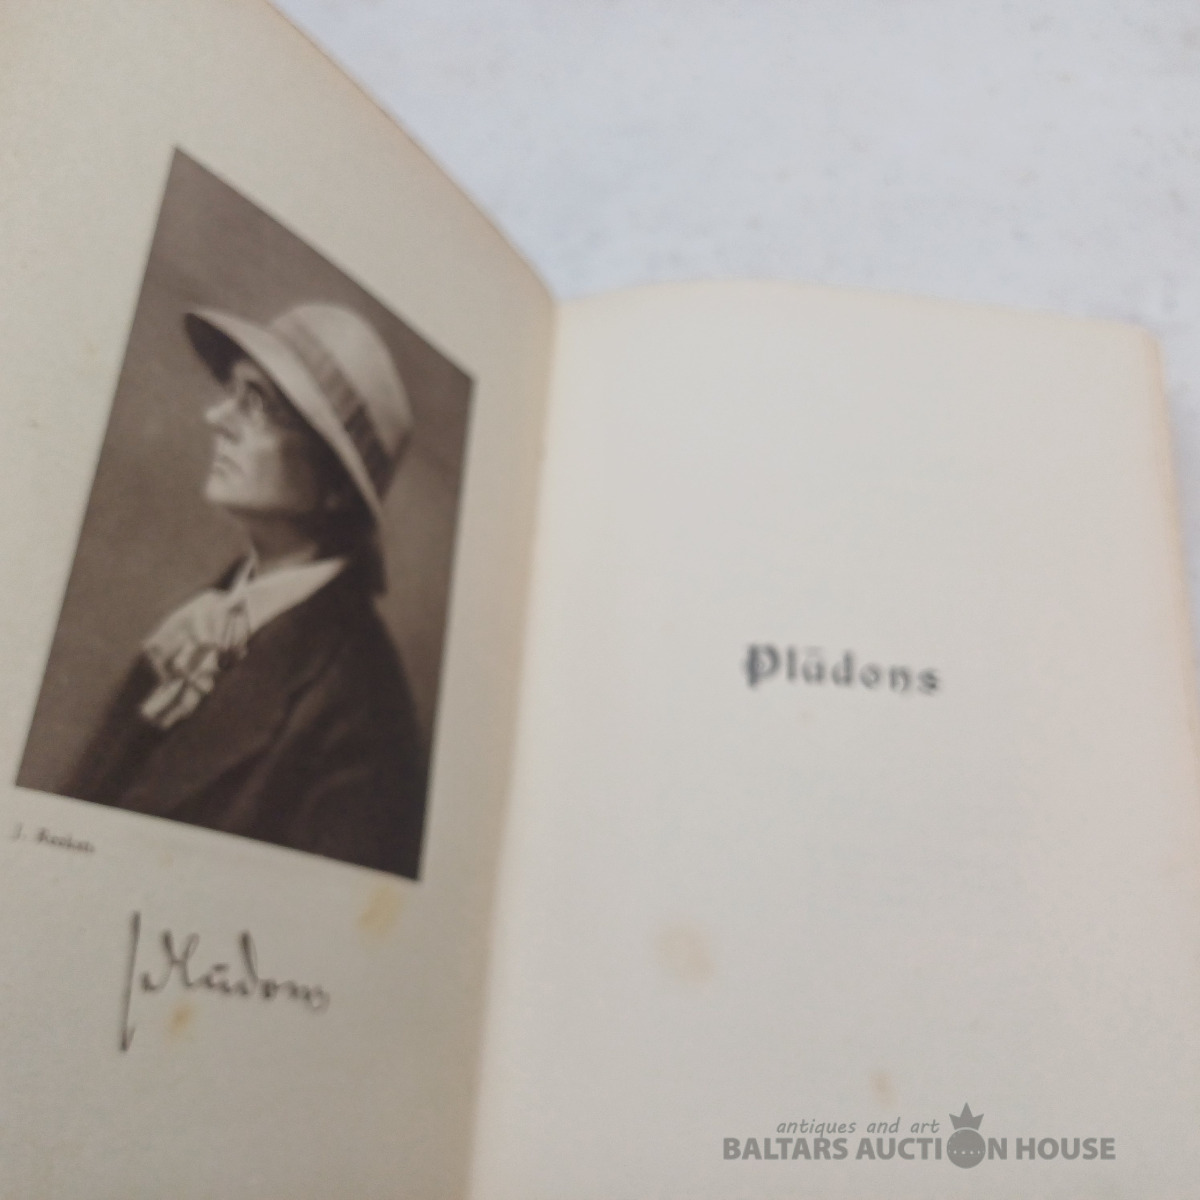 J. Plūdons
Plūdons
antiques and art
BALTARS AUCTION HOUSE